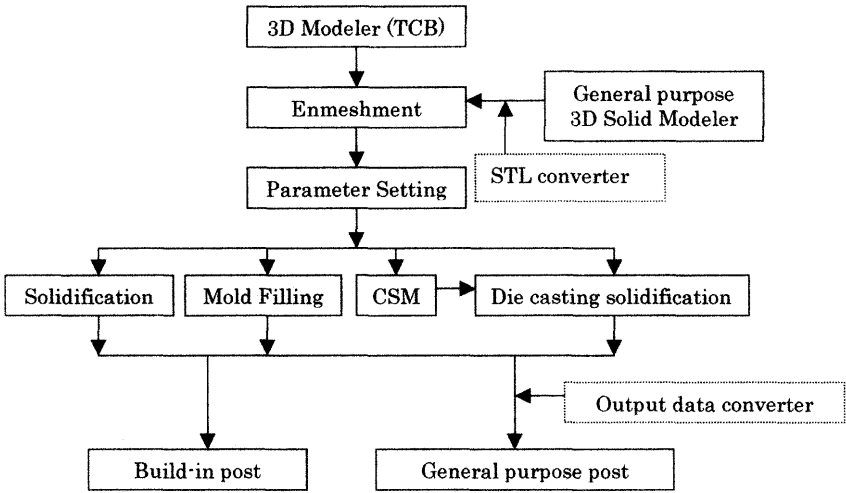 3D Modeler (TCB)
Enmeshment
General purpose
3D Solid Modeler
STL converter
Parameter Setting
Solidification
Mold Filling
CSM
Die casting solidification
Output data converter
Build-in post
General purpose post